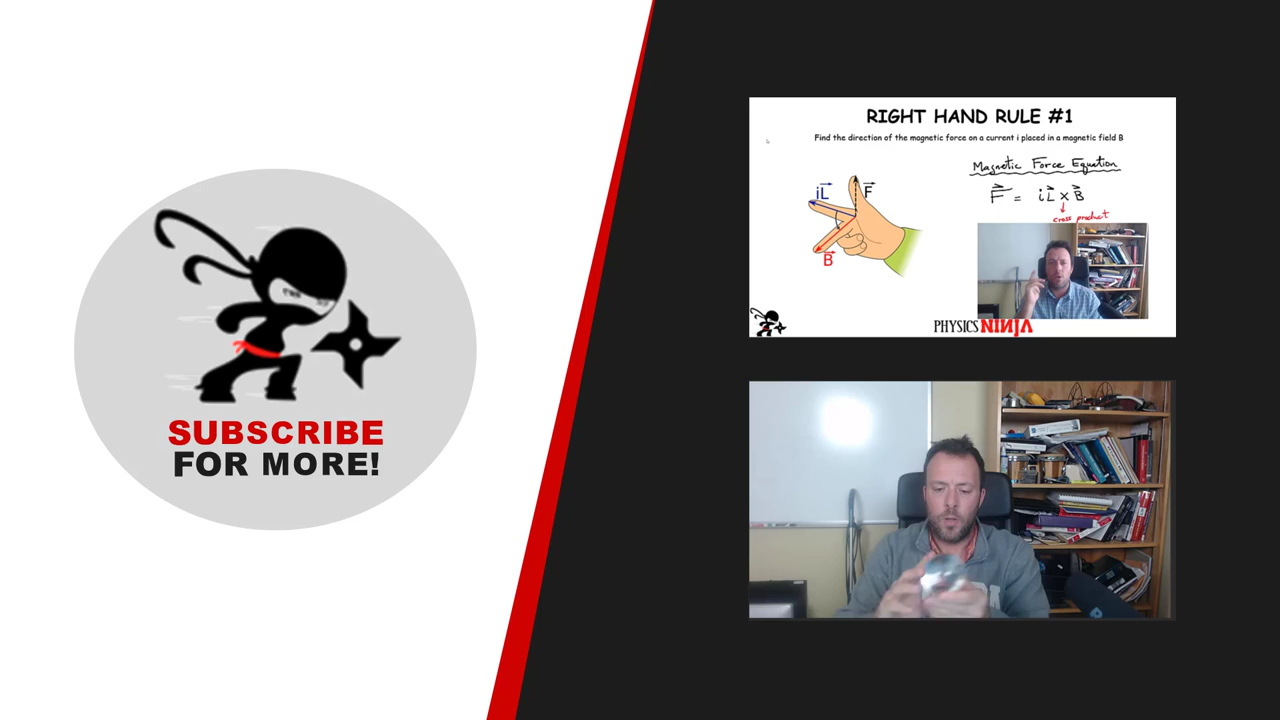 SUBSCRIBE
FOR MORE!
RIGHT HAND RULE #1
Find the direction of the magnetic force on a current i placed in a magnetic field B
Magnetic Force Equation
F = iL x B
cross product
iL
F
B
PHYSICS NINJA